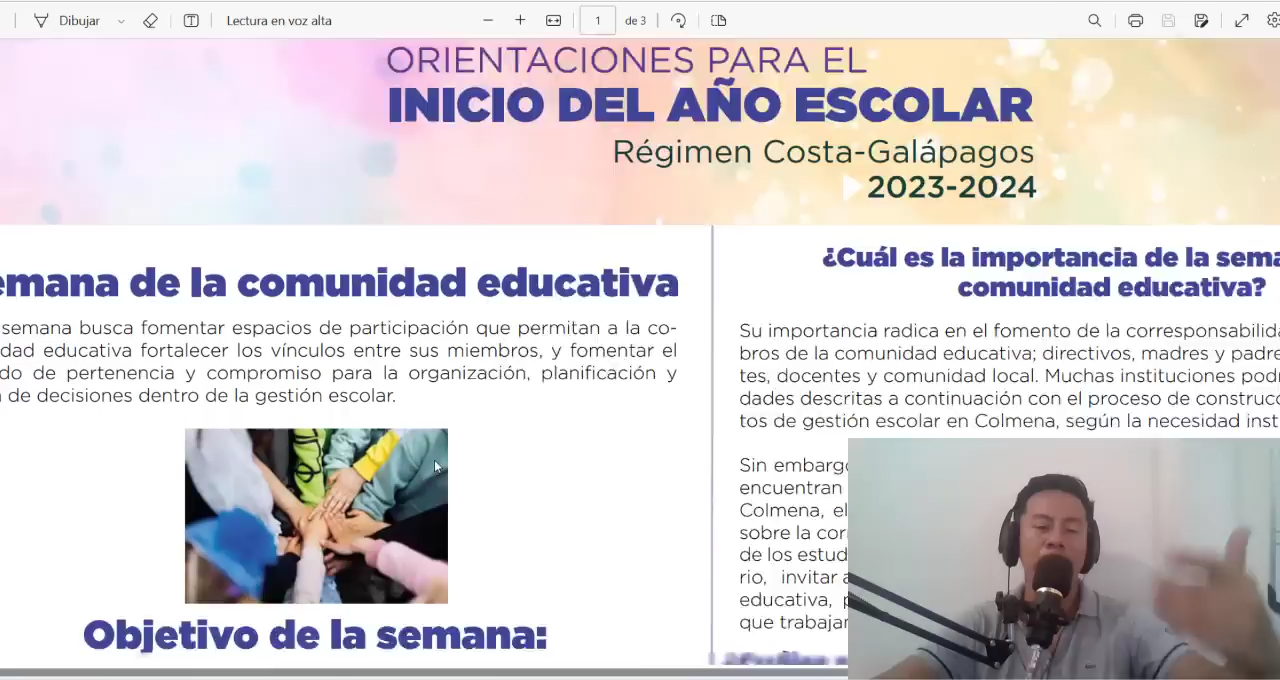 Dibujar
Lectura en voz alta
1
de 3
ORIENTACIONES PARA EL
INICIO DEL AÑO ESCOLAR
Régimen Costa-Galápagos
2023-2024
emana de la comunidad educativa
semana busca fomentar espacios de participación que permitan a la co-
dad educativa fortalecer los vínculos entre sus miembros, y fomentar el
do de pertenencia y compromiso para la organización, planificación y
de decisiones dentro de la gestión escolar.
Objetivo de la semana:
¿Cuál es la importancia de la sema
comunidad educativa?
Su importancia radica en el fomento de la corresponsabilida
bros de la comunidad educativa; directivos, madres y padre
tes, docentes y comunidad local. Muchas instituciones podr
dades descritas a continuación con el proceso de construcc
tos de gestión escolar en Colmena, según la necesidad inst
Sin embargo
encuentran
Colmena, el
sobre la cor
de los estud
rio, invitar a
educativa, p
que trabajar